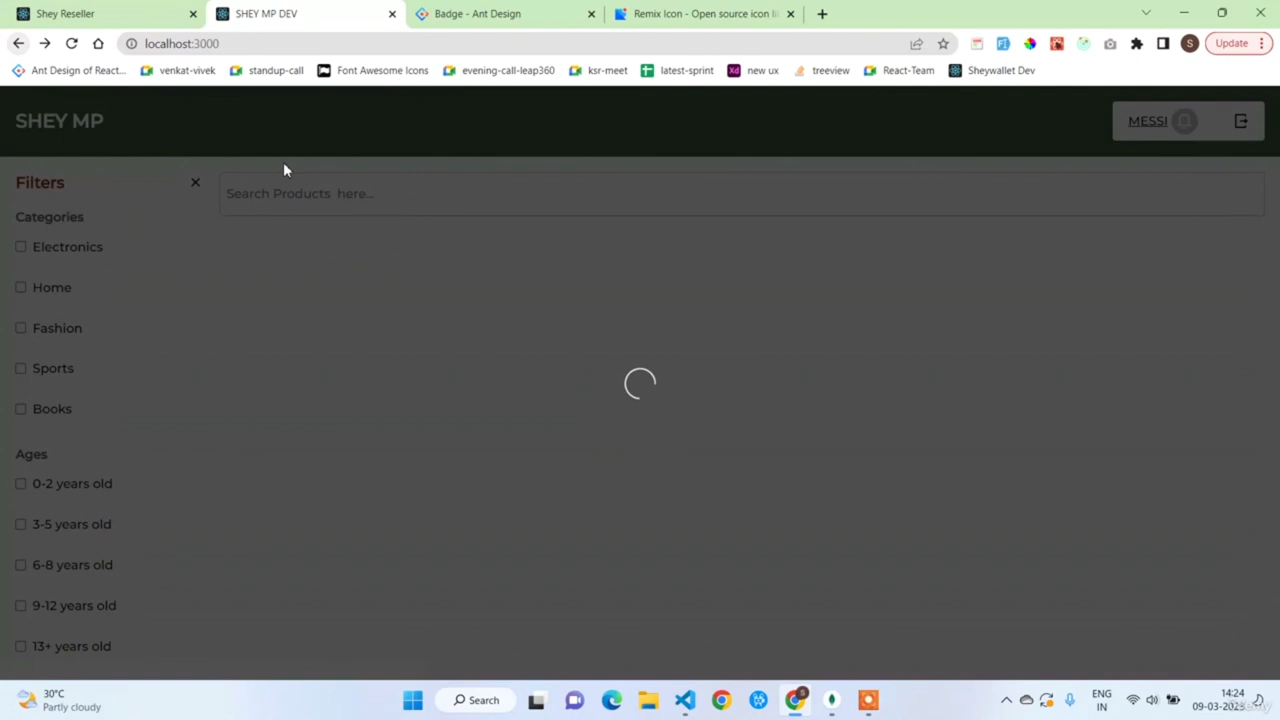 Shey Reseller
SHEY MP DEV
Badge - Ant Design
Remix Icon - Open source icon li
localhost:3000
Update
Ant Design of React...
venkat-vivek
standup-call
Font Awesome Icons
evening-call-leap360
ksr-meet
latest-sprint
new ux
treeview
React-Team
Sheywallet Dev
SHEY MP
MESSI
Filters
Search Products here...
Categories
Electronics
Home
Fashion
Sports
Books
Ages
0-2 years old
3-5 years old
6-8 years old
9-12 years old
13+ years old
30°C
Partly cloudy
Search
ENG
IN
14:24
09-03-2023